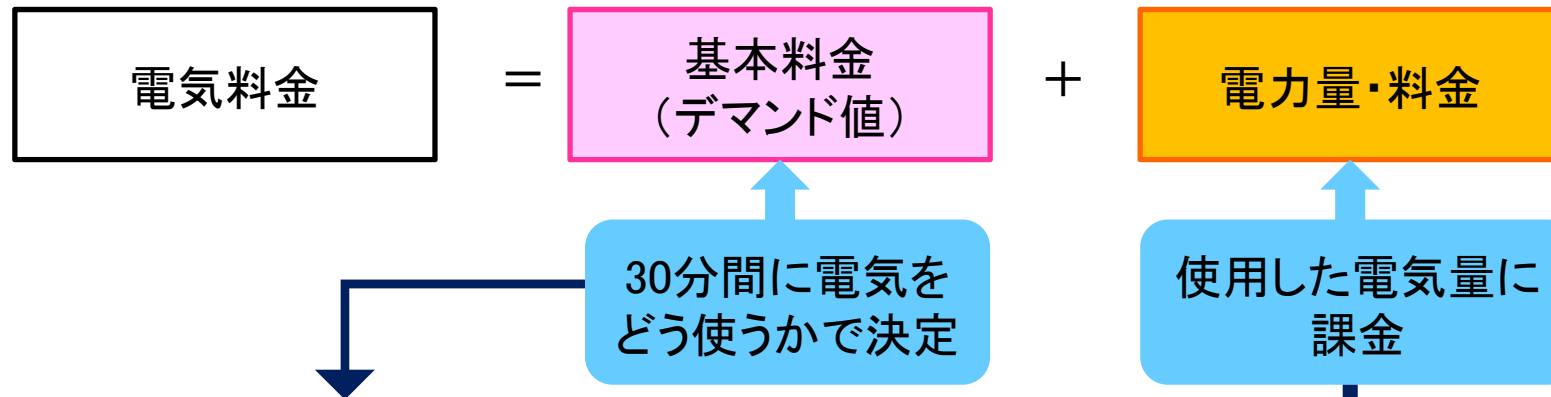 電気料金
＝
基本料金
（デマンド値）
＋
電力量・料金
30分間に電気を
どう使うかで決定
使用した電気量に
課金